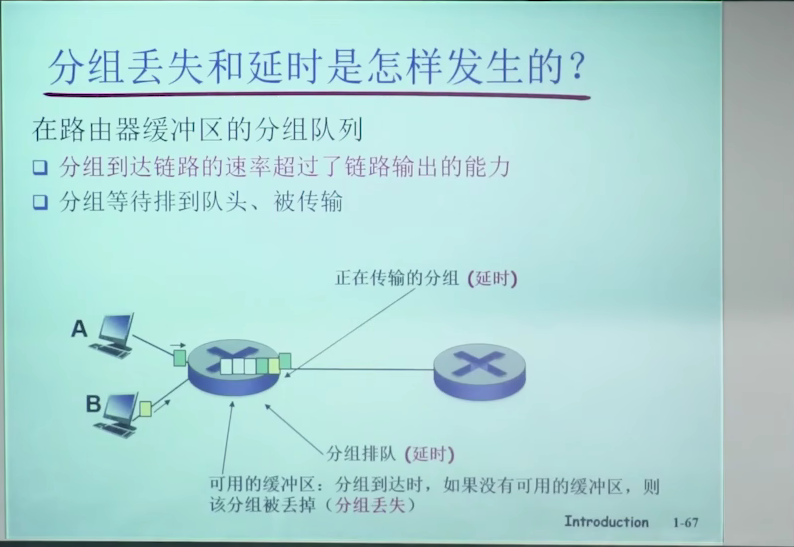 分组丢失和延时是怎样发生的?
在路由器缓冲区的分组队列
分组到达链路的速率超过了链路输出的能力
分组等待排到队头、被传输
正在传输的分组 (延时)
A
B
分组排队 (延时)
可用的缓冲区：分组到达时，如果没有可用的缓冲区，则
该分组被丢掉（分组丢失）
Introduction 1-67